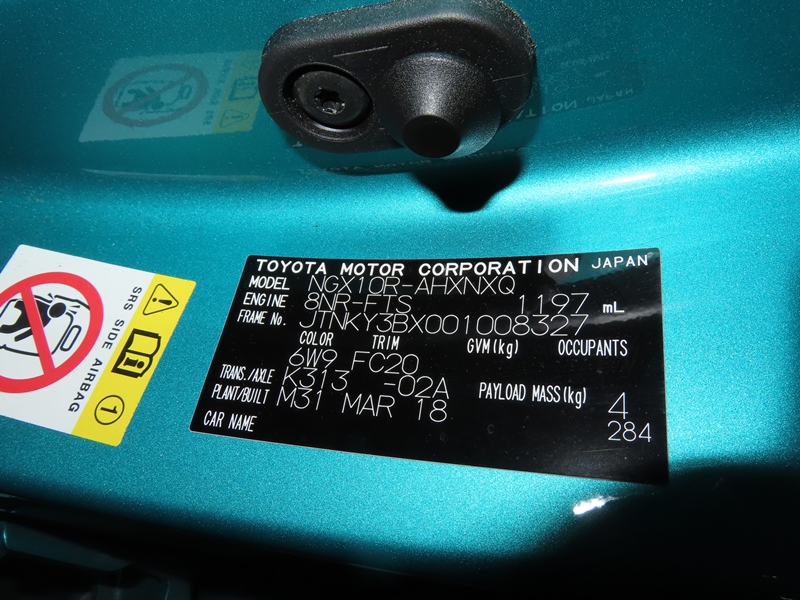 TOYOTA MOTOR CORPORATION JAPAN
MODEL NGX10R-AHXNXQ
ENGINE 8NR-FTS 1197 mL
FRAME No. JTNKY3BX001008327
COLOR TRIM GVM(kg) OCCUPANTS
6W9 FC20
TRANS./AXLE K313 -02A PAYLOAD MASS(kg) 4
PLANT/BUILT M31 MAR 18 284
CAR NAME
SRS SIDE AIRBAG
1